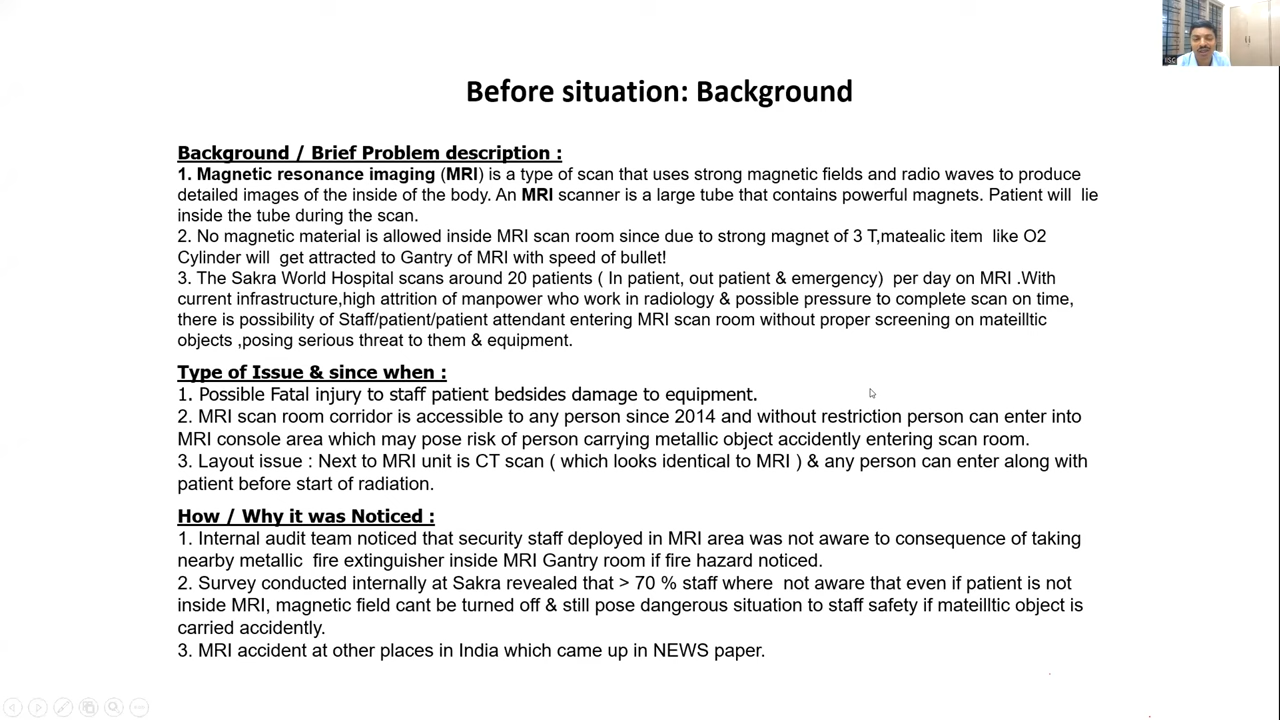 Before situation: Background
Background / Brief Problem description :
1. Magnetic resonance imaging (MRI) is a type of scan that uses strong magnetic fields and radio waves to produce
detailed images of the inside of the body. An MRI scanner is a large tube that contains powerful magnets. Patient will lie
inside the tube during the scan.
2. No magnetic material is allowed inside MRI scan room since due to strong magnet of 3 T,matealic item like O2
Cylinder will get attracted to Gantry of MRI with speed of bullet!
3. The Sakra World Hospital scans around 20 patients ( In patient, out patient & emergency) per day on MRI .With
current infrastructure,high attrition of manpower who work in radiology & possible pressure to complete scan on time,
there is possibility of Staff/patient/patient attendant entering MRI scan room without proper screening on mateilltic
objects ,posing serious threat to them & equipment.
Type of Issue & since when :
1. Possible Fatal injury to staff patient bedsides damage to equipment.
2. MRI scan room corridor is accessible to any person since 2014 and without restriction person can enter into
MRI console area which may pose risk of person carrying metallic object accidently entering scan room.
3. Layout issue : Next to MRI unit is CT scan ( which looks identical to MRI ) & any person can enter along with
patient before start of radiation.
How / Why it was Noticed :
1. Internal audit team noticed that security staff deployed in MRI area was not aware to consequence of taking
nearby metallic fire extinguisher inside MRI Gantry room if fire hazard noticed.
2. Survey conducted internally at Sakra revealed that > 70 % staff where not aware that even if patient is not
inside MRI, magnetic field cant be turned off & still pose dangerous situation to staff safety if mateilltic object is
carried accidently.
3. MRI accident at other places in India which came up in NEWS paper.